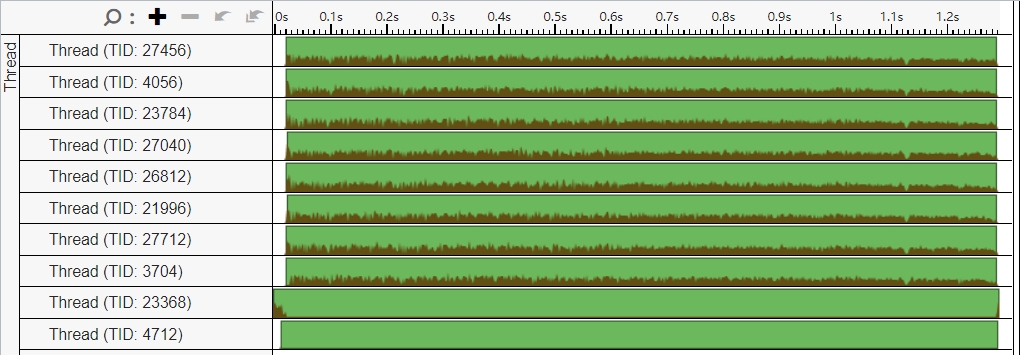 0s 0.1s 0.2s 0.3s 0.4s 0.5s 0.6s 0.7s 0.8s 0.9s 1s 1.1s 1.2s
Thread
Thread (TID: 27456)
Thread (TID: 4056)
Thread (TID: 23784)
Thread (TID: 27040)
Thread (TID: 26812)
Thread (TID: 21996)
Thread (TID: 27712)
Thread (TID: 3704)
Thread (TID: 23368)
Thread (TID: 4712)